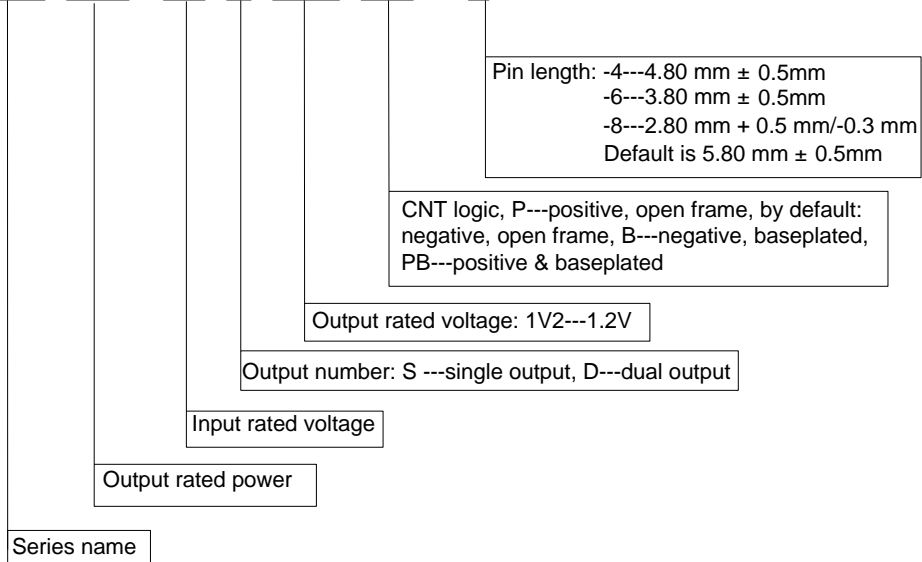 Pin length: -4---4.80 mm ± 0.5mm
-6---3.80 mm ± 0.5mm
-8---2.80 mm + 0.5 mm/-0.3 mm
Default is 5.80 mm ± 0.5mm
CNT logic, P---positive, open frame, by default:
negative, open frame, B---negative, baseplated,
PB---positive & baseplated
Output rated voltage: 1V2---1.2V
Output number: S ---single output, D---dual output
Input rated voltage
Output rated power
Series name